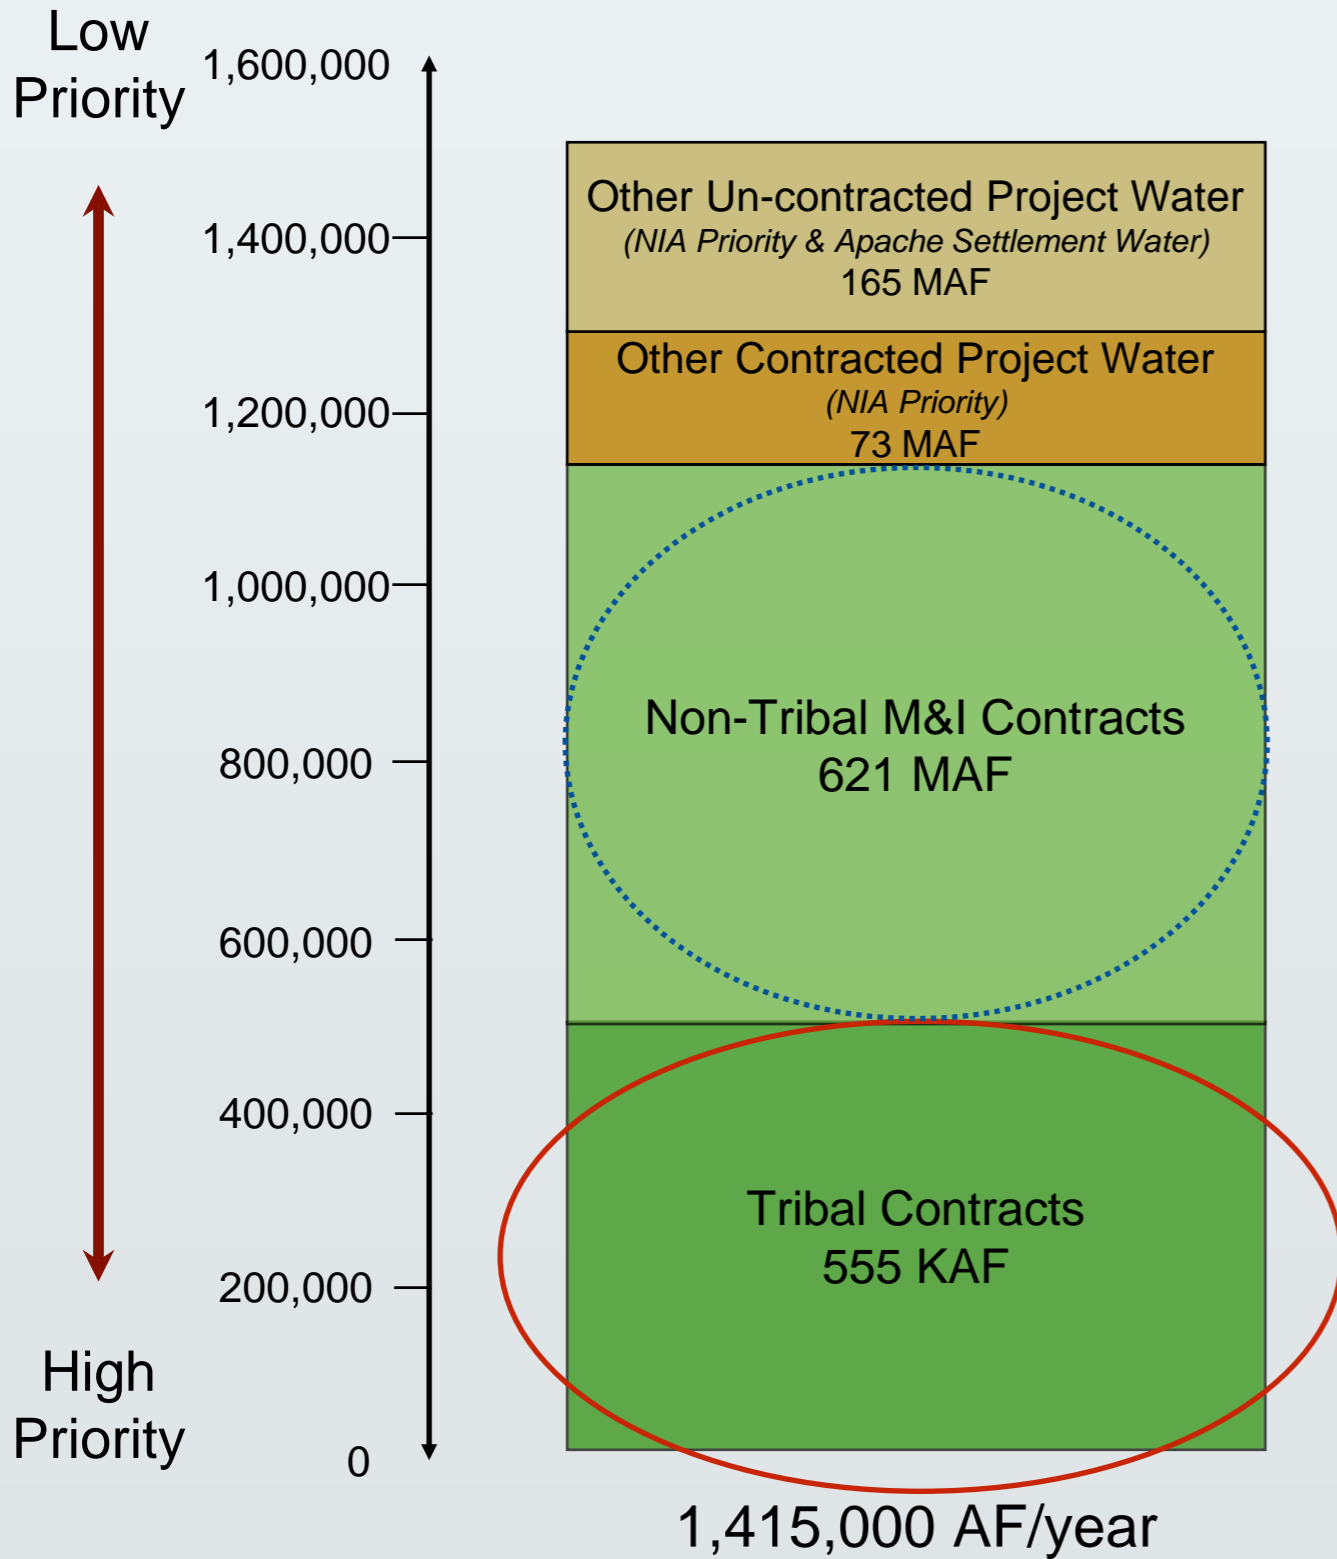 Low
Priority
1,600,000
1,400,000
1,200,000
1,000,000
800,000
600,000
400,000
200,000
0
High
Priority
Other Un-contracted Project Water
(NIA Priority & Apache Settlement Water)
165 MAF
Other Contracted Project Water
(NIA Priority)
73 MAF
Non-Tribal M&I Contracts
621 MAF
Tribal Contracts
555 KAF
1,415,000 AF/year